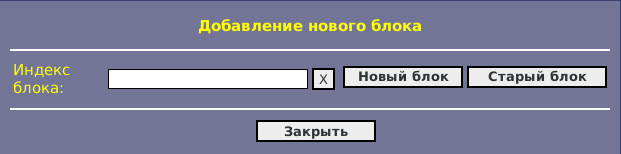 Добавление нового блока
Индекс
блока:
X
Новый блок
Старый блок
Закрыть